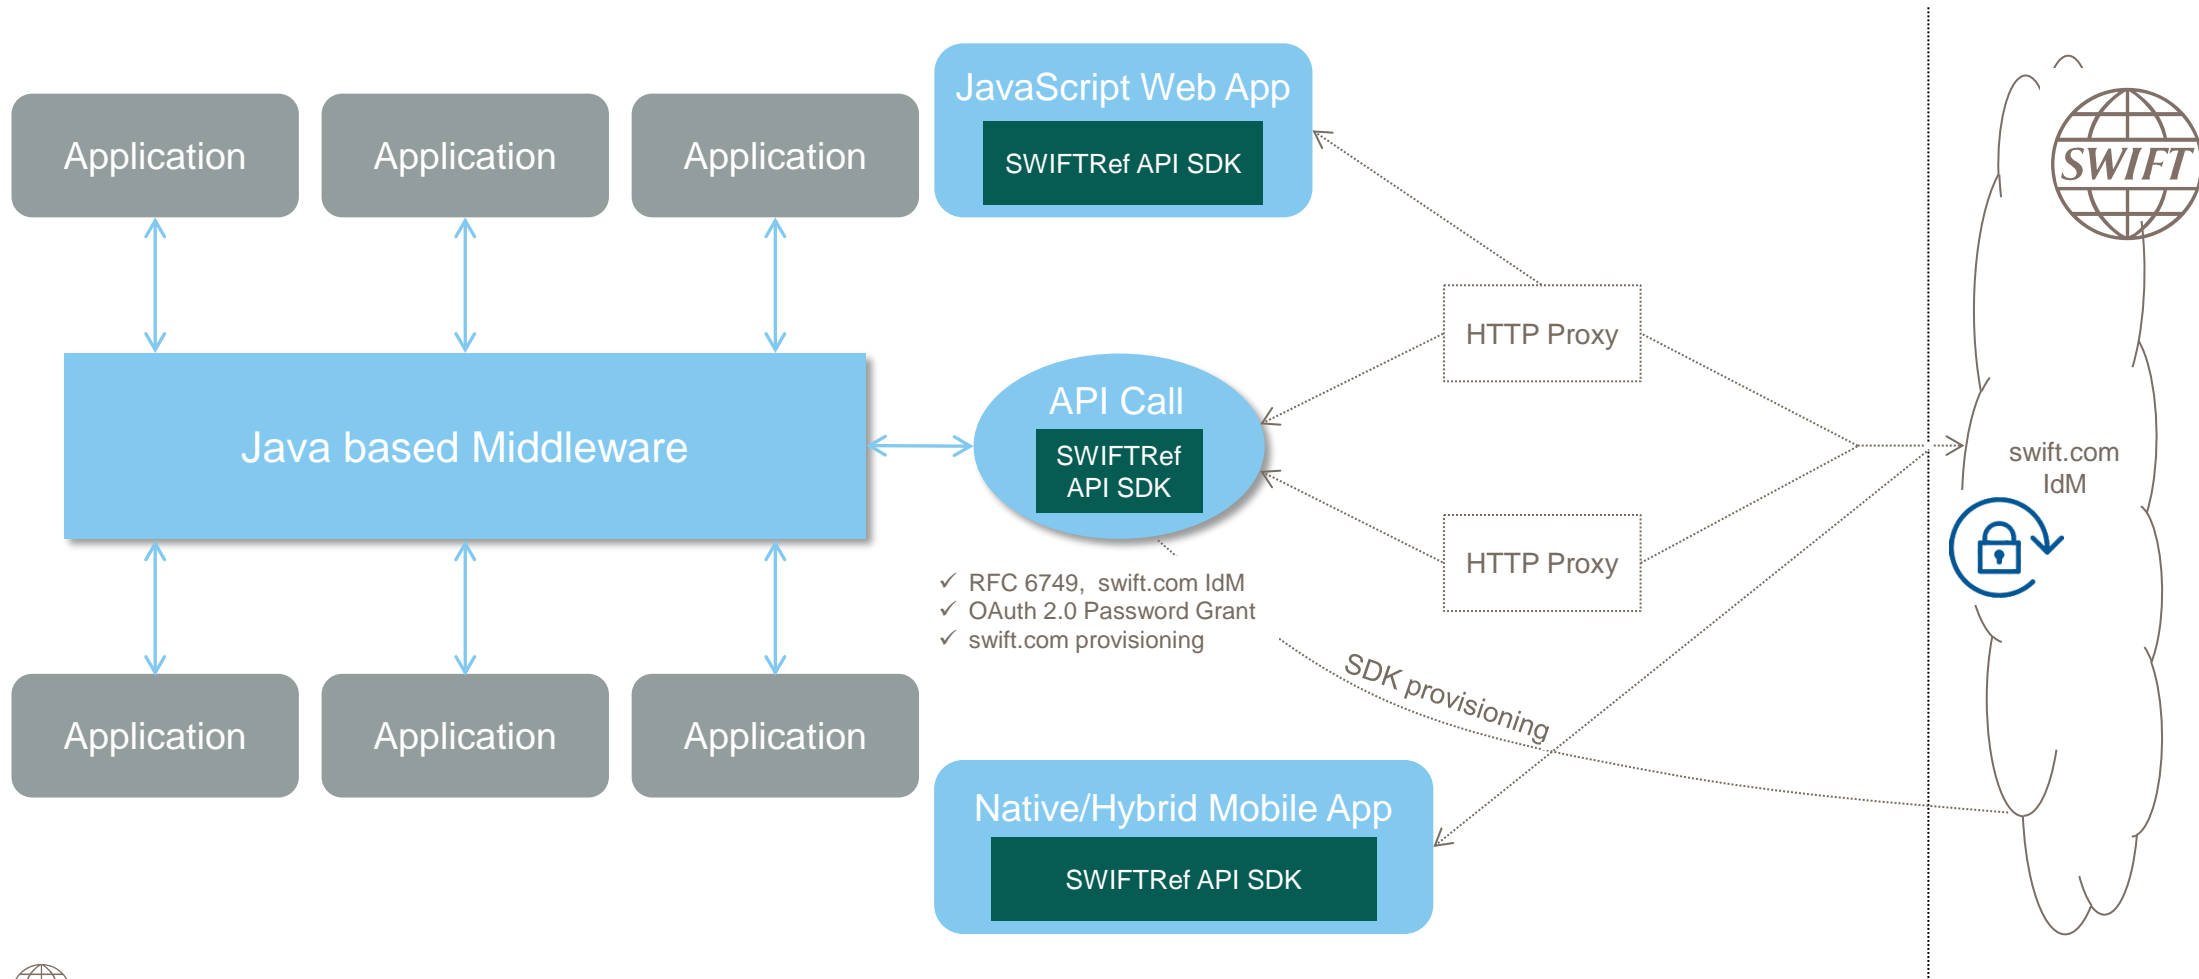 JavaScript Web App
SWIFTRef API SDK
Application
Application
Application
SWIFT
HTTP Proxy
Java based Middleware
API Call
SWIFTRef
API SDK
swift.com
IdM
HTTP Proxy
✓ RFC 6749, swift.com IdM
✓ OAuth 2.0 Password Grant
✓ swift.com provisioning
SDK provisioning
Application
Application
Application
Native/Hybrid Mobile App
SWIFTRef API SDK